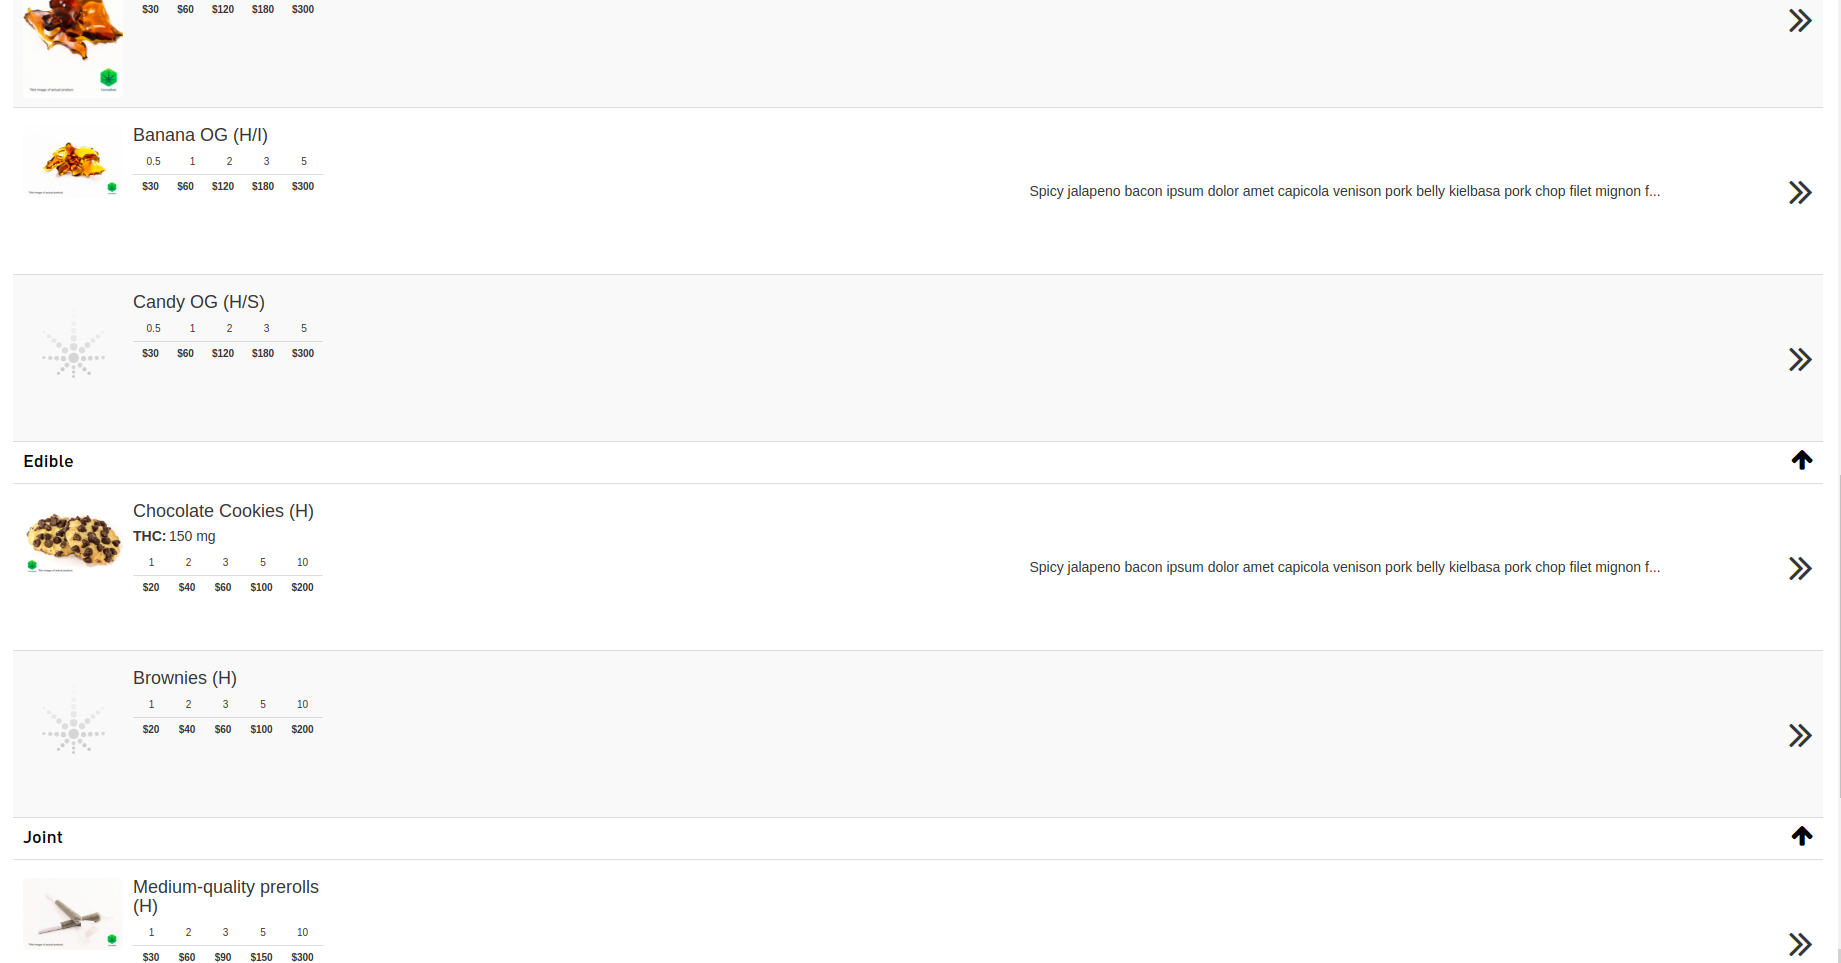 $30 $60 $120 $180 $300
*Not image of actual product.
Banana OG (H/I)
0.5 1 2 3 5
$30 $60 $120 $180 $300
Spicy jalapeno bacon ipsum dolor amet capicola venison pork belly kielbasa pork chop filet mignon f...
Candy OG (H/S)
0.5 1 2 3 5
$30 $60 $120 $180 $300
Edible
Chocolate Cookies (H)
THC: 150 mg
1 2 3 5 10
$20 $40 $60 $100 $200
Spicy jalapeno bacon ipsum dolor amet capicola venison pork belly kielbasa pork chop filet mignon f...
Brownies (H)
1 2 3 5 10
$20 $40 $60 $100 $200
Joint
Medium-quality prerolls
(H)
1 2 3 5 10
$30 $60 $90 $150 $300